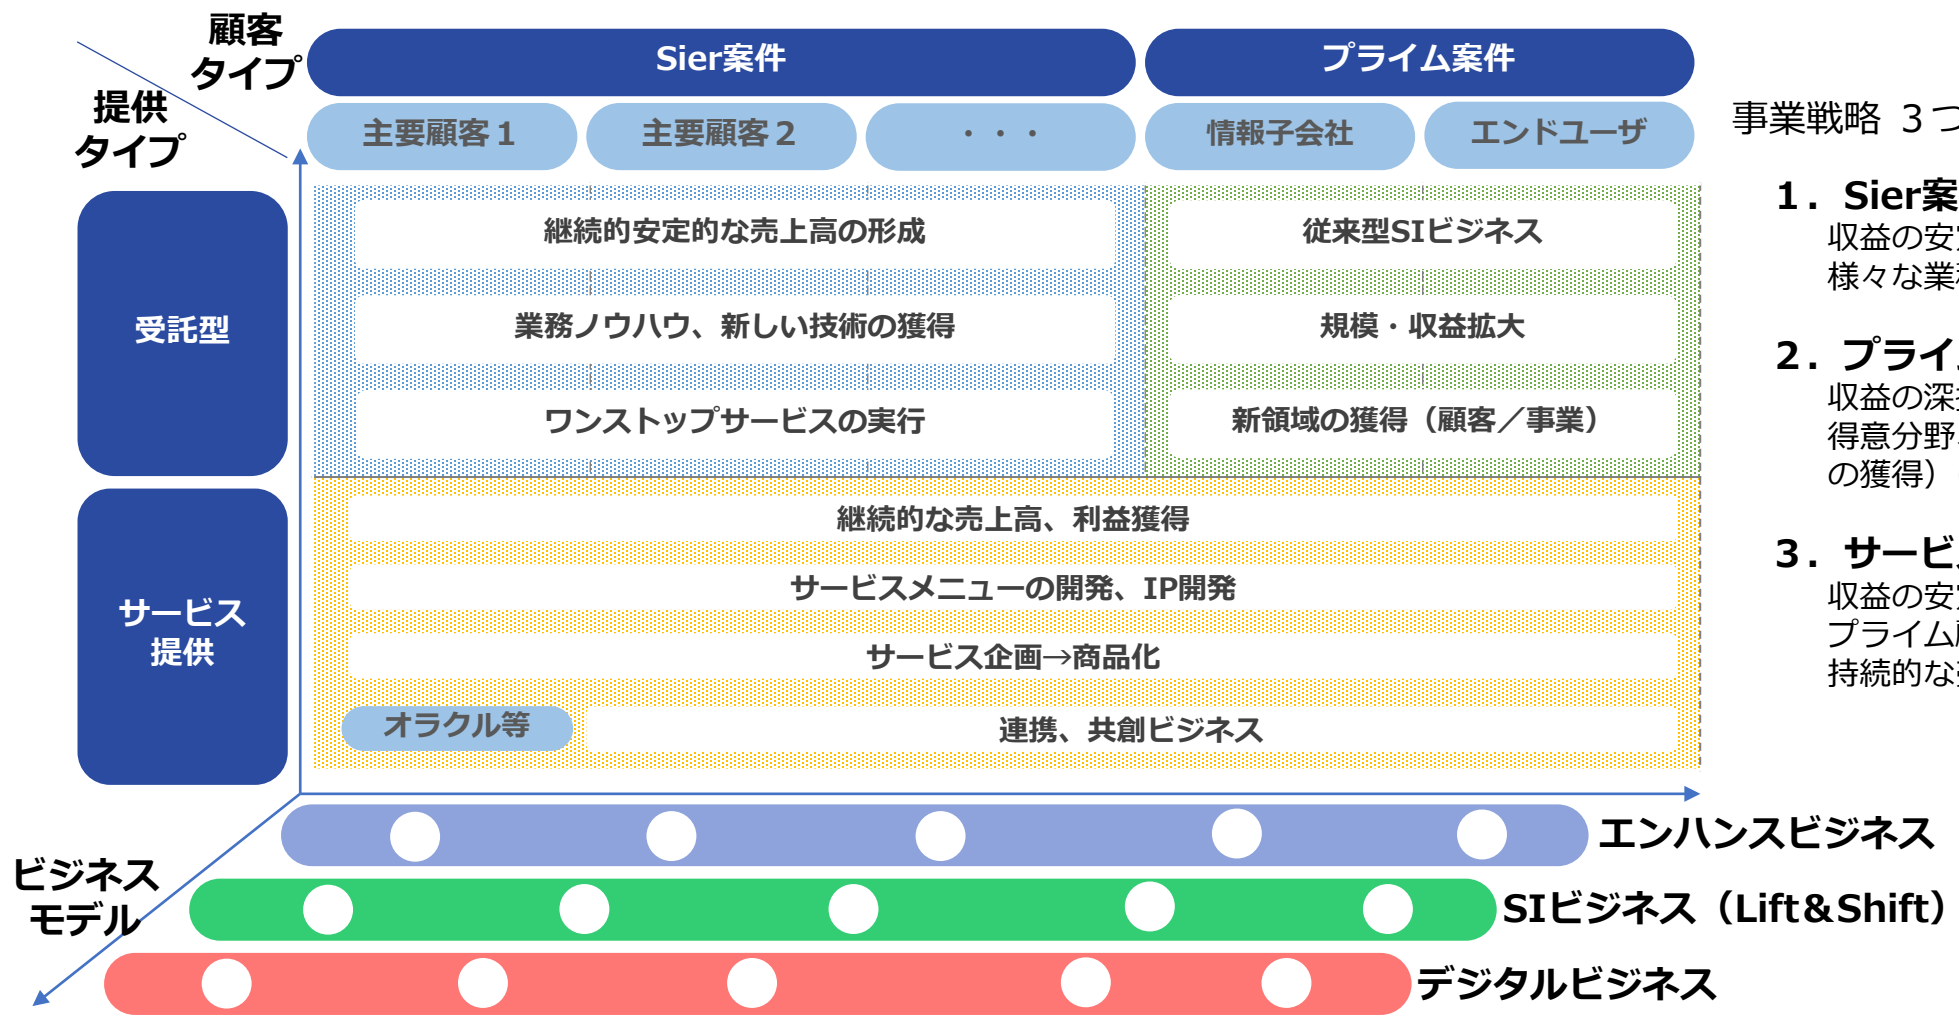 顧客
タイプ
提供
タイプ
Sier案件
プライム案件
主要顧客１
主要顧客２
・・・
情報子会社
エンドユーザ
受託型
継続的安定的な売上高の形成
従来型SIビジネス
業務ノウハウ、新しい技術の獲得
規模・収益拡大
ワンストップサービスの実行
新領域の獲得（顧客／事業）
サービス
提供
継続的な売上高、利益獲得
サービスメニューの開発、IP開発
サービス企画→商品化
オラクル等
連携、共創ビジネス
ビジネス
モデル
エンハンスビジネス
SIビジネス（Lift＆Shift）
デジタルビジネス
事業戦略 ３つ
１．Sier案
収益の安
様々な業
２．プライ
収益の深
得意分野
の獲得）
３．サービ
収益の安
プライム
持続的な